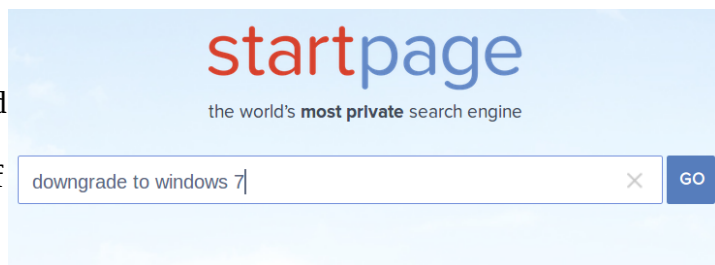 startpage
the world's most private search engine
d
downgrade to windows 7
GO
f